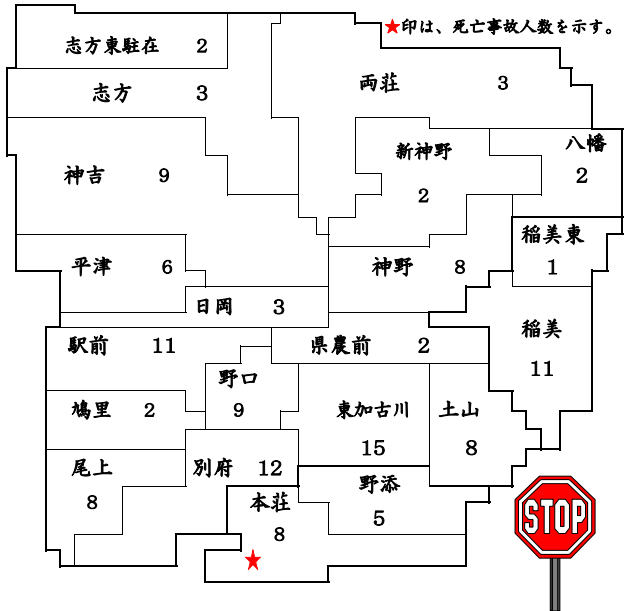 ★印は、死亡事故人数を示す。
志方東駐在 2
志方 3
両荘 3
八幡 2
新神野 2
神吉 9
稲美東 1
平津 6
神野 8
日岡 3
稲美 11
駅前 11
県農前 2
野口 9
鳩里 2
東加古川 15
土山 8
尾上 8
別府 12
野添 5
本荘 8
★
STOP